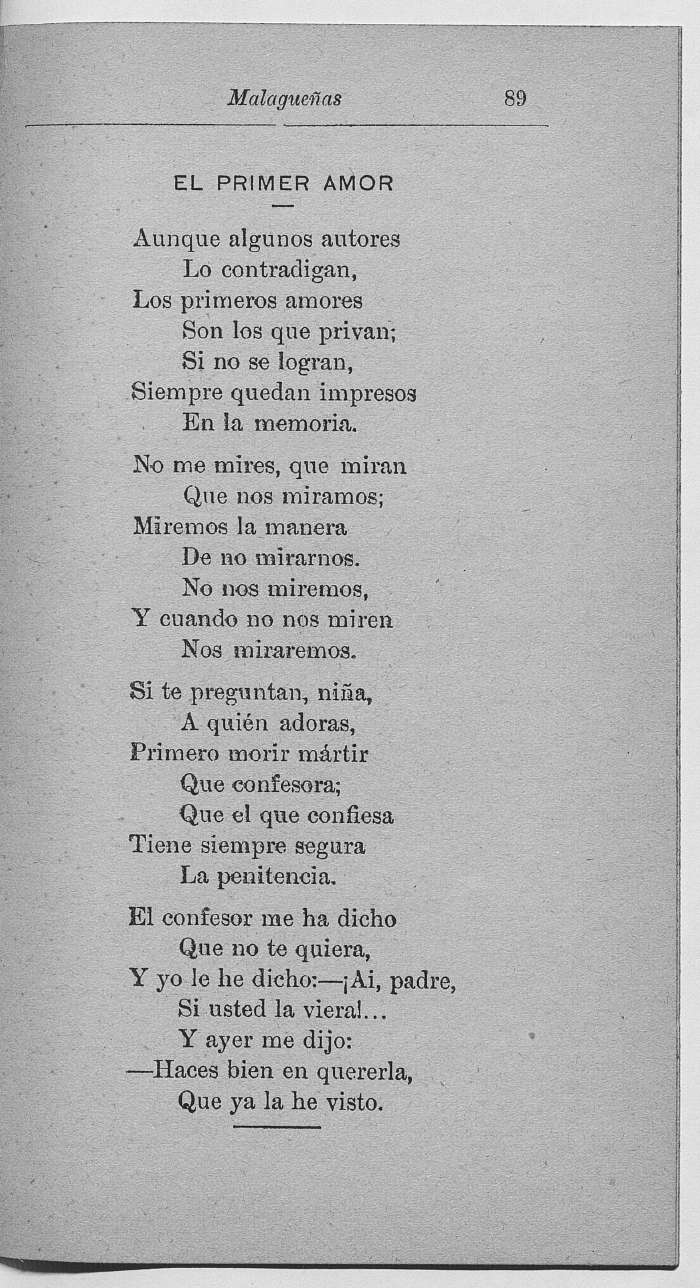 Malagueñas 89
EL PRIMER AMOR
Aunque algunos autores
Lo contradigan,
Los primeros amores
Son los que privan;
Si no se logran,
Siempre quedan impresos
En la memoria.
No me mires, que miran
Que nos miramos;
Miremos la manera
De no mirarnos.
No nos miremos,
Y cuando no nos miren
Nos miraremos.
Si te preguntan, niña,
A quién adoras,
Primero morir mártir
Que confesora;
Que el que confiesa
Tiene siempre segura
La penitencia.
El confesor me ha dicho
Que no te quiera,
Y yo le he dicho:—¡Ai, padre,
Si usted la viera!...
Y ayer me dijo:
—Haces bien en quererla,
Que ya la he visto.